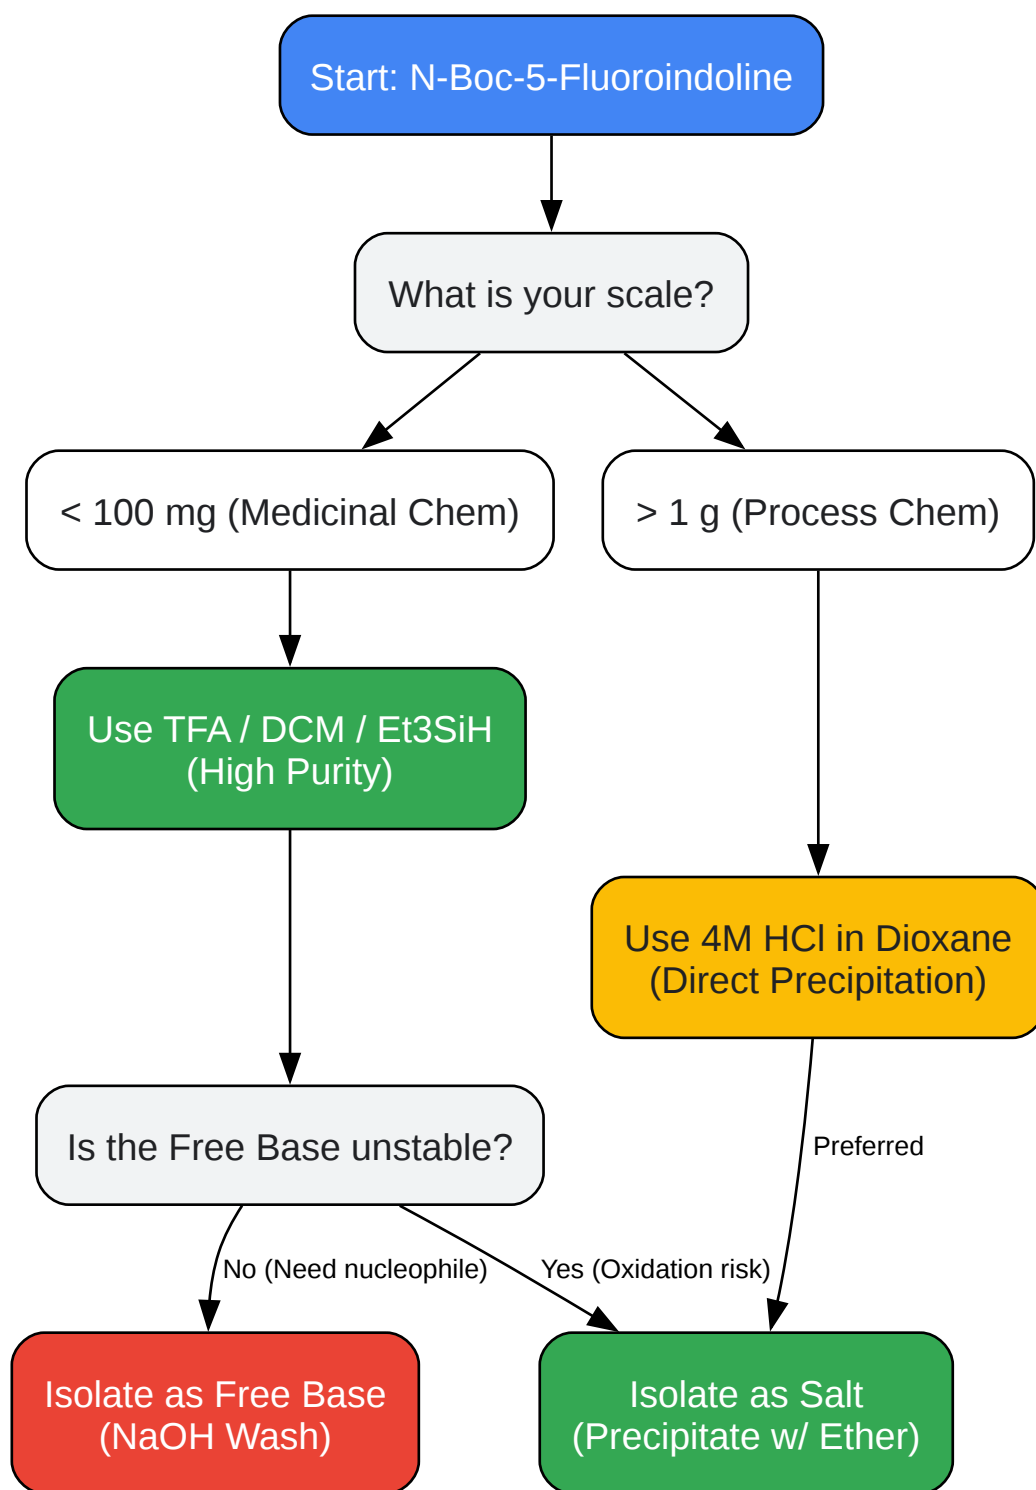 Start: N-Boc-5-Fluoroindoline
What is your scale?
< 100 mg (Medicinal Chem)
> 1 g (Process Chem)
Use TFA / DCM / Et3SiH
(High Purity)
Use 4M HCl in Dioxane
(Direct Precipitation)
Is the Free Base unstable?
Preferred
No (Need nucleophile)
Yes (Oxidation risk)
Isolate as Free Base
(NaOH Wash)
Isolate as Salt
(Precipitate w/ Ether)